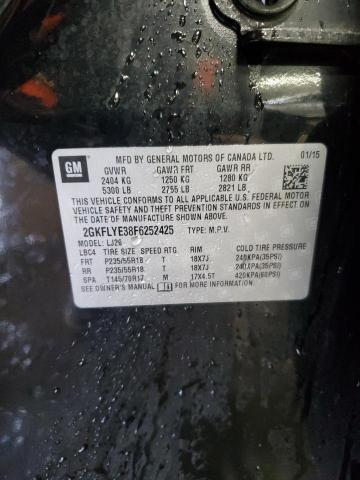 GM
MFD BY GENERAL MOTORS OF CANADA LTD. 01/15
GVWR GAWR FRT GAWR RR
2404 KG 1250 KG 1280 KG
5300 LB 2755 LB 2821 LB
THIS VEHICLE CONFORMS TO ALL APPLICABLE U.S. FEDERAL MOTOR
VEHICLE SAFETY STANDARDS IN EFFECT ON THE DATE OF
MANUFACTURE SHOWN ABOVE.
2GKFLYE38F6252425 TYPE: M.P.V.
MODEL: LJ26
LBC4 TIRE SIZE SPEED RTG RIM COLD TIRE PRESSURE
FRT P235/55R18 T 18X7J 240KPA(35PSI)
RR P235/55R18 T 18X7J 240KPA(35PSI)
SPA T145/70R17 M 17X4.5T 420KPA(60PSI)
SEE OWNER'S MANUAL FOR MORE INFORMATION.